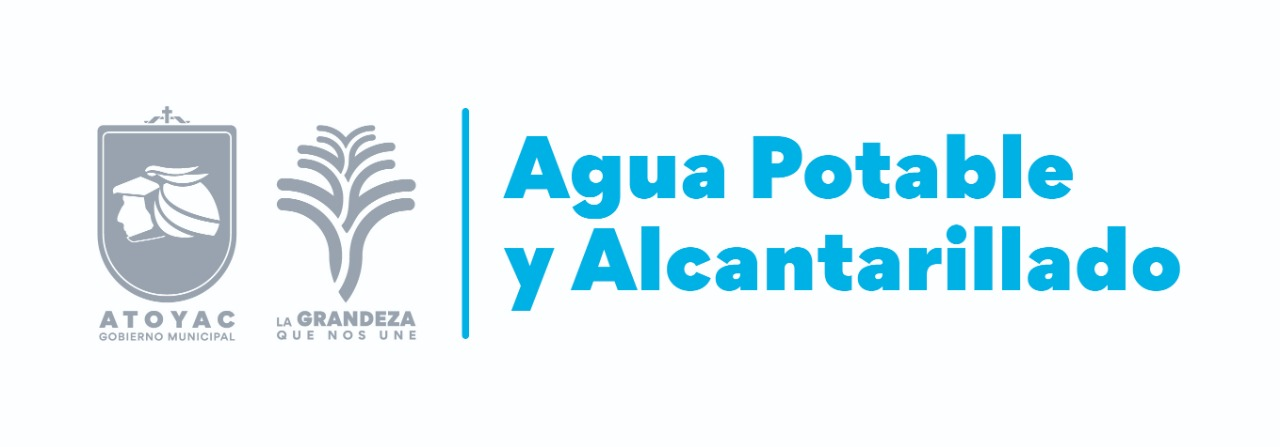 ATOYAC
GOBIERNO MUNICIPAL
LA GRANDEZA
QUE NOS UNE
Agua Potable
y Alcantarillado